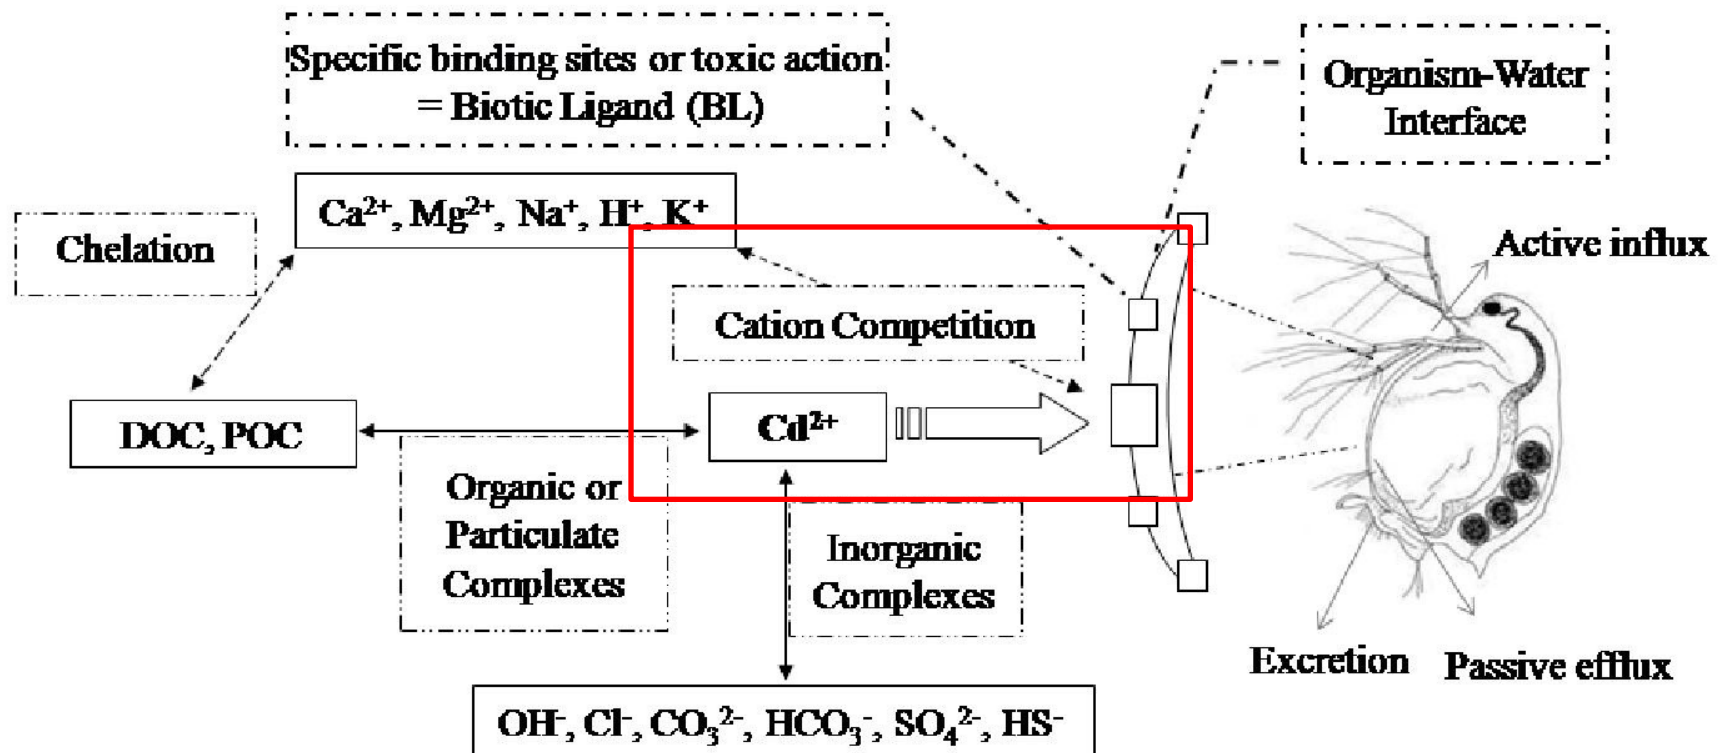 Specific binding sites or toxic action
= Biotic Ligand (BL)
Organism-Water
Interface
Ca²⁺, Mg²⁺, Na⁺, H⁺, K⁺
Chelation
Active influx
Cation Competition
DOC, POC
Cd²⁺
Organic or
Particulate
Complexes
Inorganic
Complexes
Excretion
Passive efflux
OH⁻, Cl⁻, CO₃²⁻, HCO₃⁻, SO₄²⁻, HS⁻